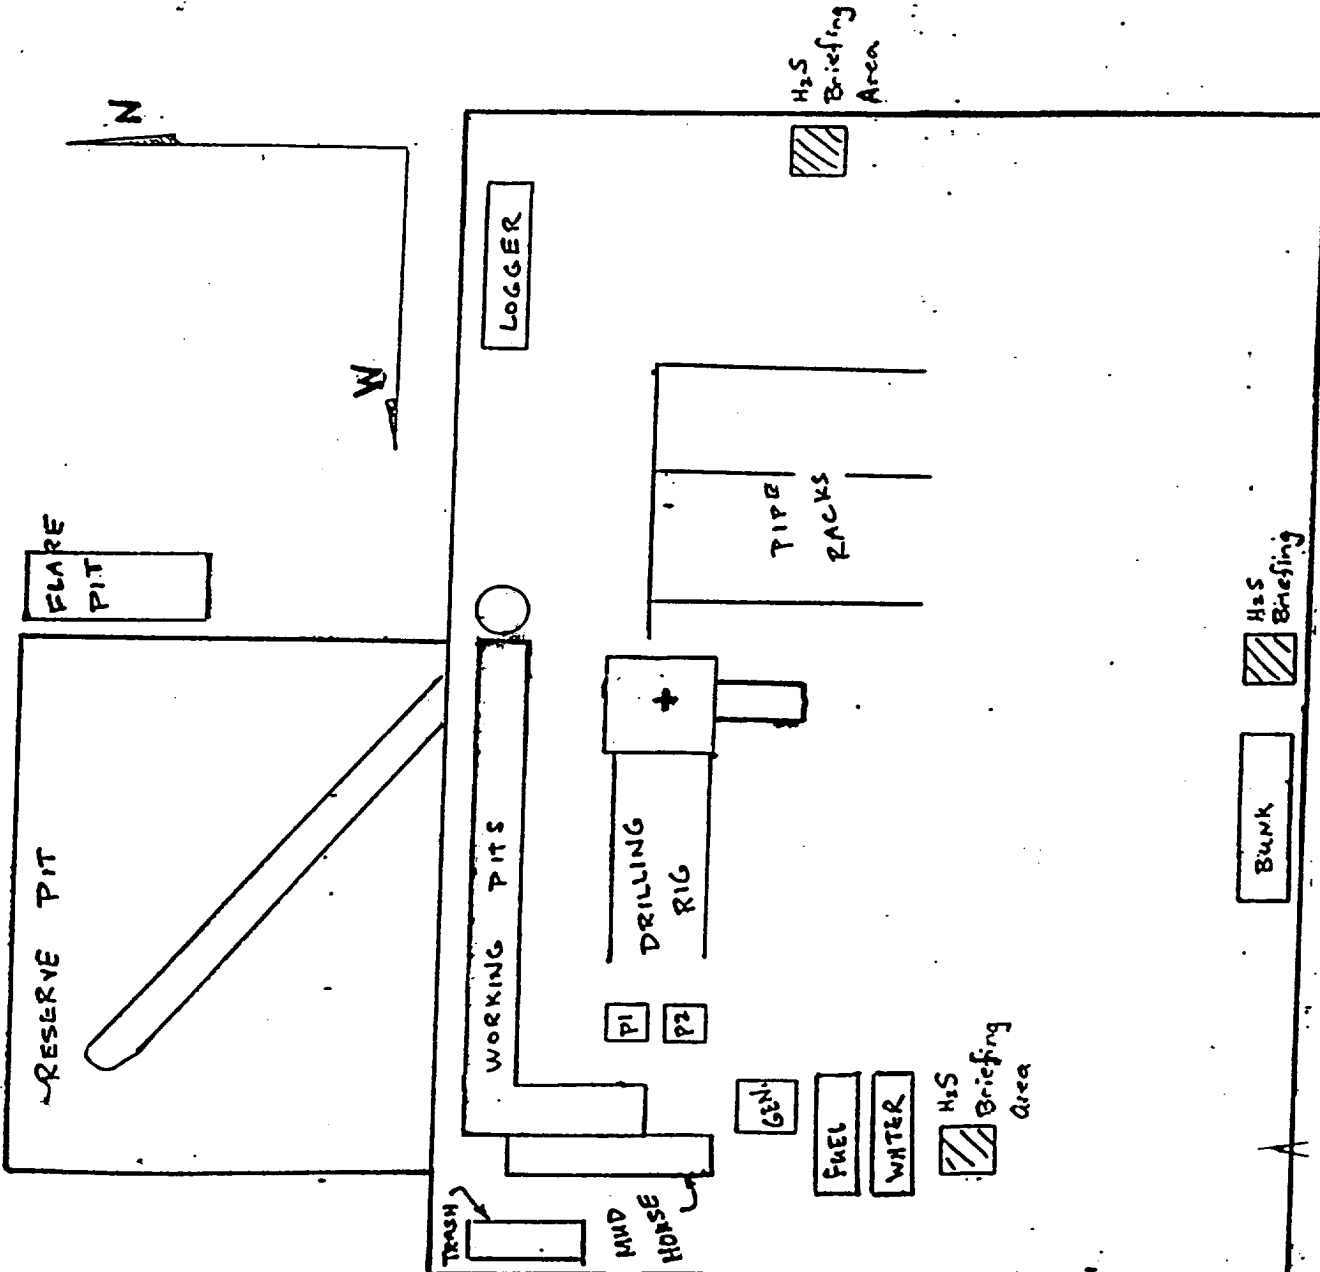 N
W
H2S
Briefing
Area
LOGGER
FLARE
PIT
PIPE
RACKS
RESERVE PIT
WORKING PITS
DRILLING
RIG
H2S
Briefing
BUNK
P1
P2
GEN.
FUEL
WATER
H2S
Briefing
Area
TRASH
MUD
HOUSE